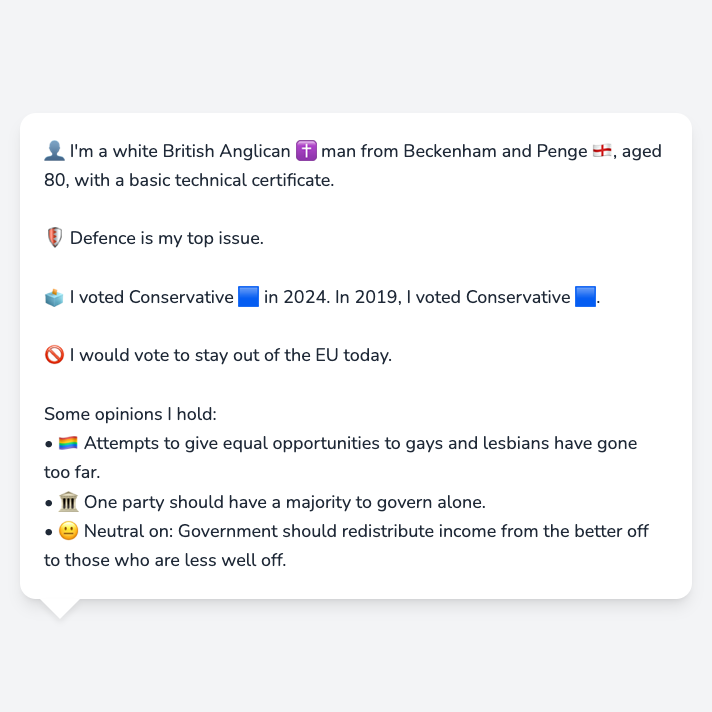 👤 I'm a white British Anglican ✝️ man from Beckenham and Penge 🏴󠁧󠁢󠁥󠁮󠁧󠁿, aged
80, with a basic technical certificate.
🛡️ Defence is my top issue.
🗳️ I voted Conservative 🟦 in 2024. In 2019, I voted Conservative 🟦.
🚫 I would vote to stay out of the EU today.
Some opinions I hold:
• 🏳️‍🌈 Attempts to give equal opportunities to gays and lesbians have gone
too far.
• 🏛️ One party should have a majority to govern alone.
• 😐 Neutral on: Government should redistribute income from the better off
to those who are less well off.